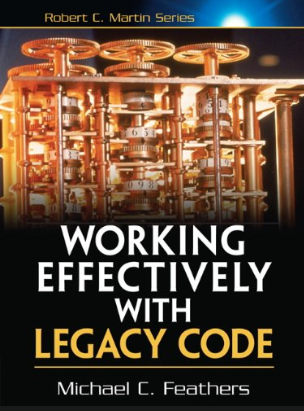 Robert C. Martin Series
WORKING
EFFECTIVELY
WITH
LEGACY CODE
Michael C. Feathers